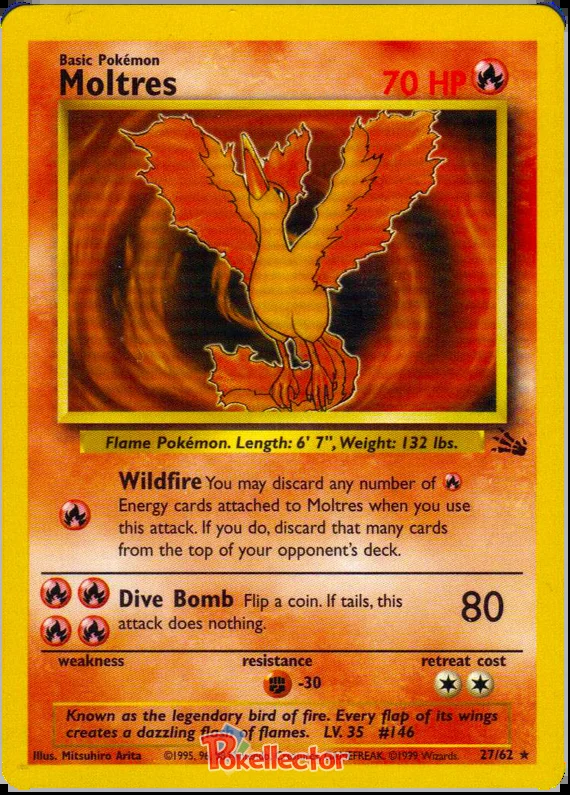 Basic Pokémon
Moltres 70 HP
Flame Pokémon. Length: 6' 7", Weight: 132 lbs.
Wildfire You may discard any number of
Energy cards attached to Moltres when you use
this attack. If you do, discard that many cards
from the top of your opponent's deck.
Dive Bomb Flip a coin. If tails, this 80
attack does nothing.
weakness resistance retreat cost
-30
Known as the legendary bird of fire. Every flap of its wings
creates a dazzling flash of flames. LV. 35 #146
Illus. Mitsuhiro Arita ©1995, 96 ©1999 Wizards. 27/62 ★
Pokellector